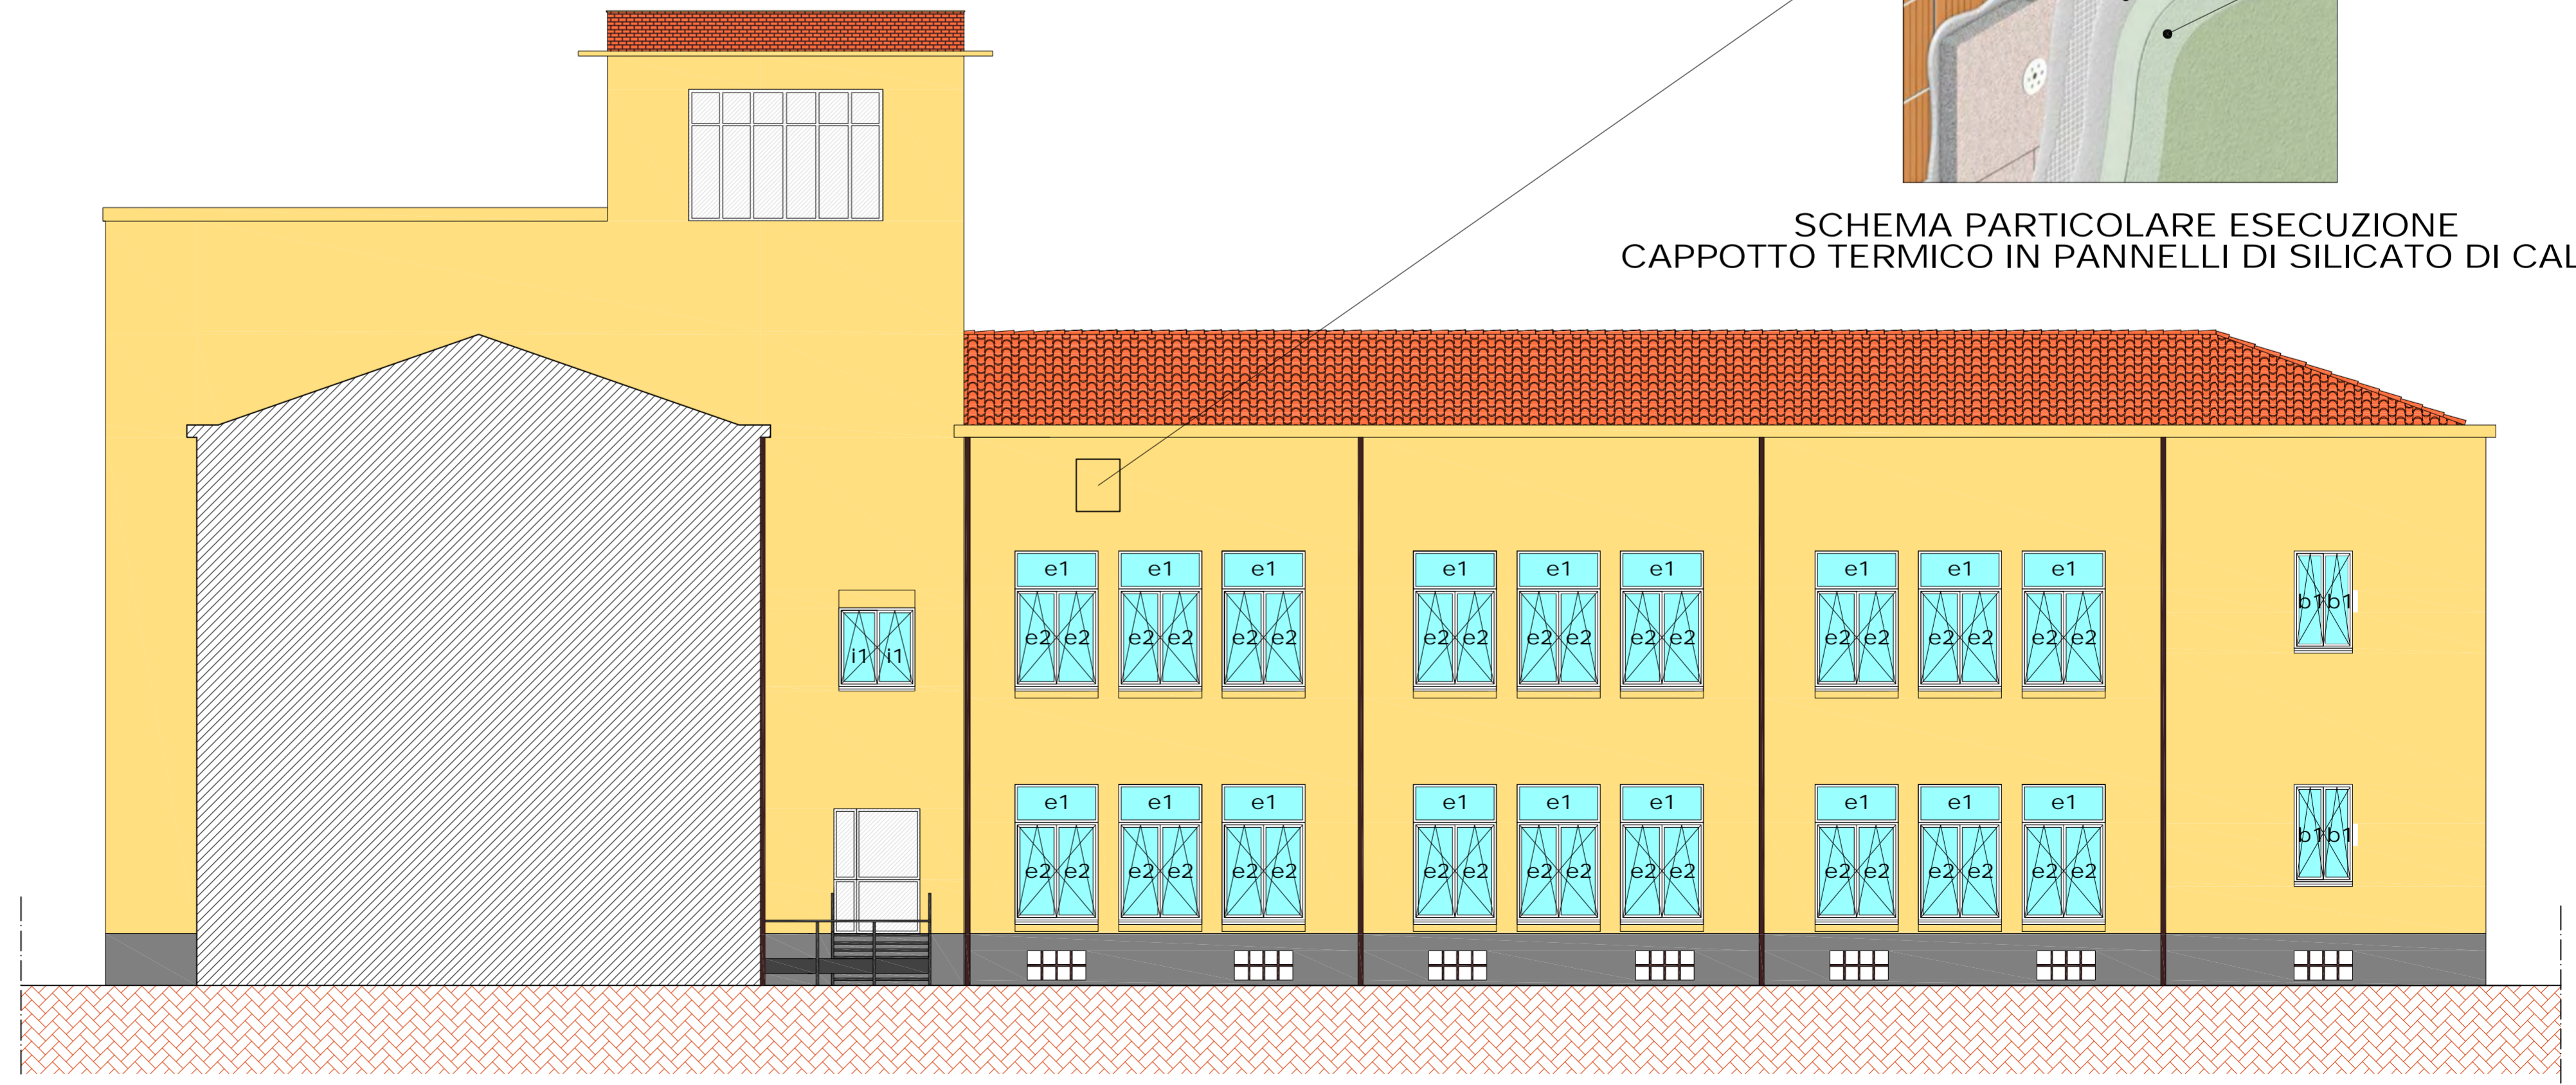 SCHEMA PARTICOLARE ESECUZIONE
CAPPOTTO TERMICO IN PANNELLI DI SILICATO DI CAL
e1 e1 e1 e1 e1 e1 e1 e1 e1
b1 b1
e2 e2 e2 e2 e2 e2 e2 e2 e2 e2 e2 e2 e2 e2 e2 e2 e2 e2
i1 i1
e1 e1 e1 e1 e1 e1 e1 e1 e1
b1 b1
e2 e2 e2 e2 e2 e2 e2 e2 e2 e2 e2 e2 e2 e2 e2 e2 e2 e2